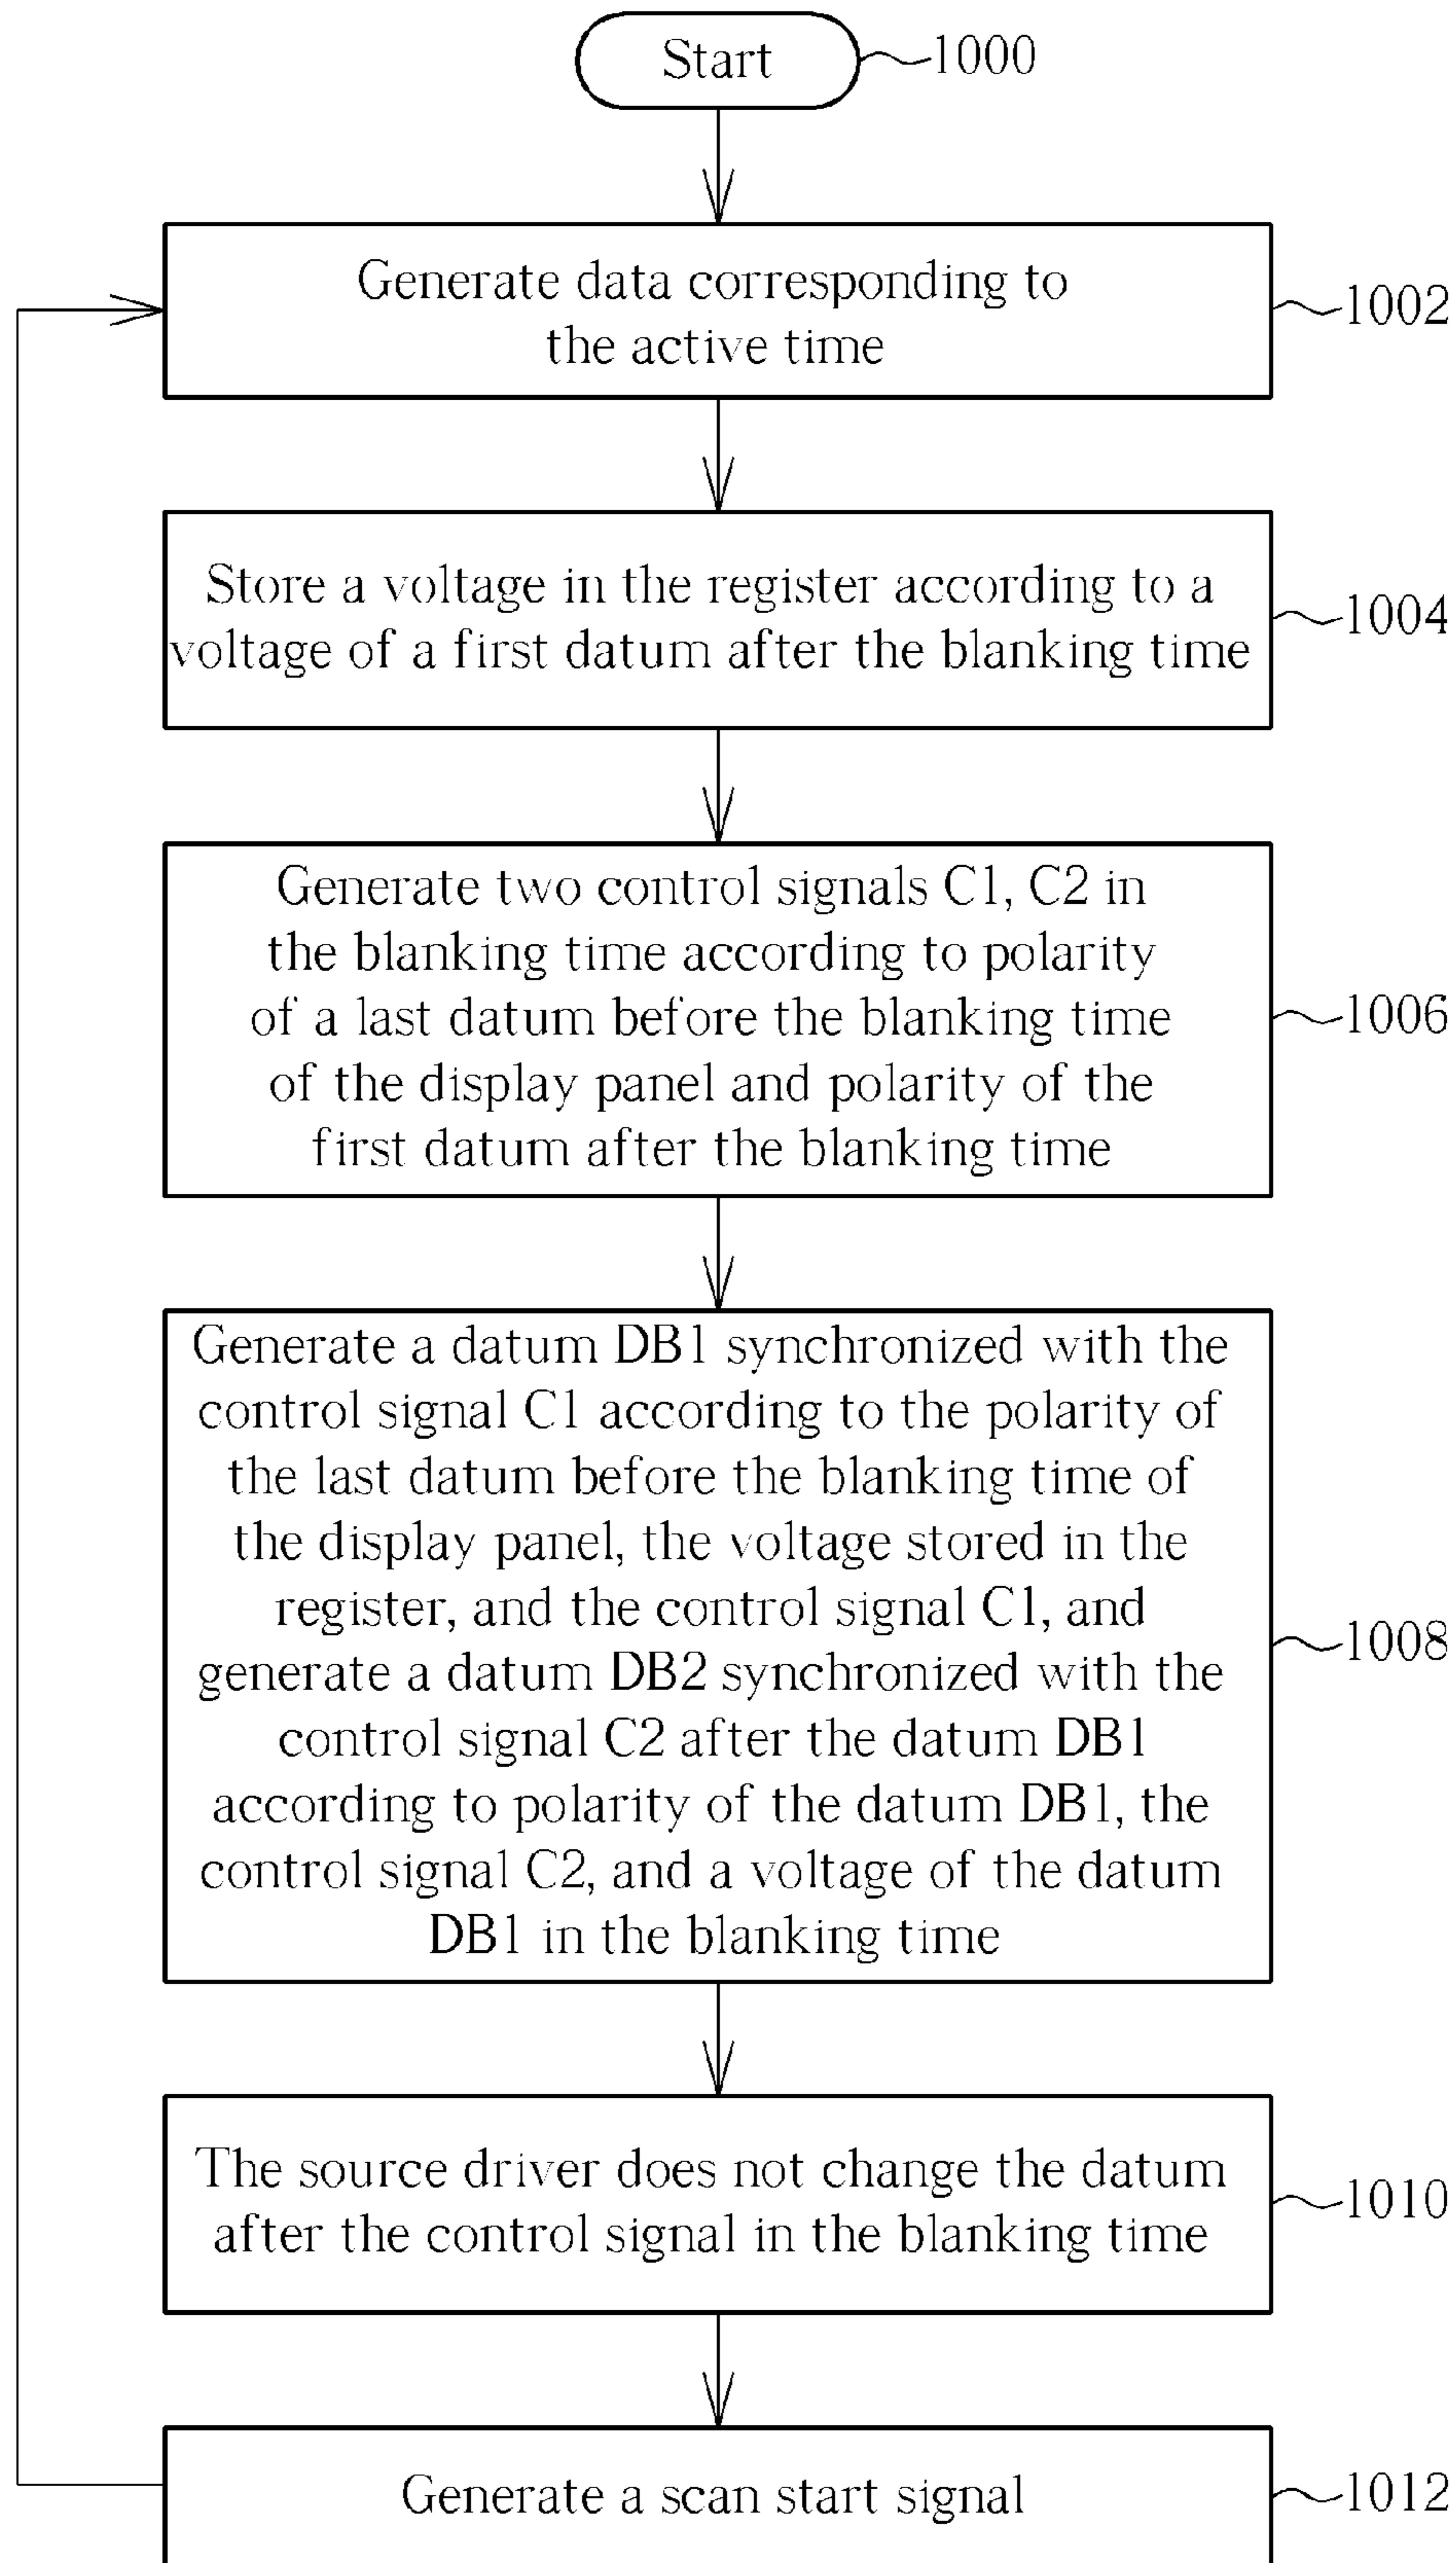 Start
1000
Generate data corresponding to
the active time
1002
Store a voltage in the register according to a
voltage of a first datum after the blanking time
1004
Generate two control signals C1, C2 in
the blanking time according to polarity
of a last datum before the blanking time
of the display panel and polarity of the
first datum after the blanking time
1006
Generate a datum DB1 synchronized with the
control signal C1 according to the polarity of
the last datum before the blanking time of
the display panel, the voltage stored in the
register, and the control signal C1, and
generate a datum DB2 synchronized with the
control signal C2 after the datum DB1
according to polarity of the datum DB1, the
control signal C2, and a voltage of the datum
DB1 in the blanking time
1008
The source driver does not change the datum
after the control signal in the blanking time
1010
Generate a scan start signal
1012